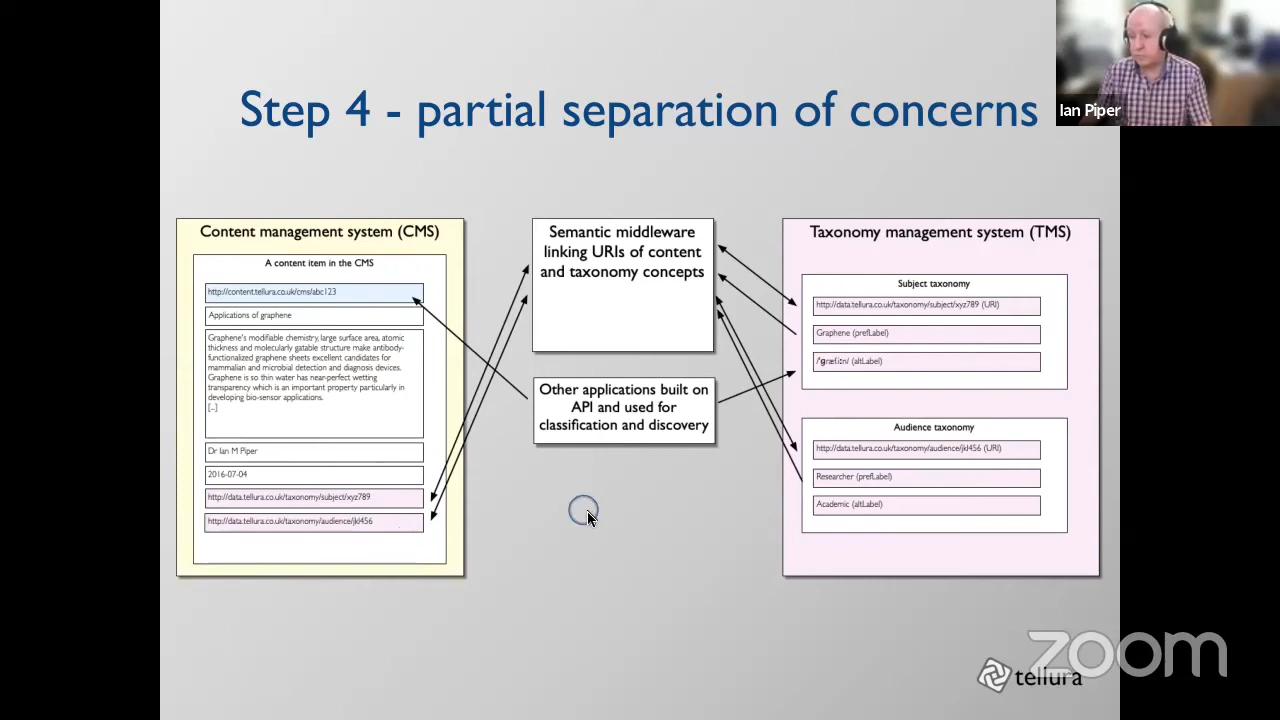 Step 4 - partial separation of concerns
Ian Piper
Content management system (CMS)
A content item in the CMS
http://content.tellura.co.uk/cms/abc123
Applications of graphene
Graphene's modifiable chemistry, large surface area, atomic
thickness and molecularly gatable structure make antibody-
functionalized graphene sheets excellent candidates for
mammalian and microbial detection and diagnosis devices.
Graphene is so thin water has near-perfect wetting
transparency which is an important property particularly in
developing bio-sensor applications.
[...]
Dr Ian M Piper
2016-07-04
http://data.tellura.co.uk/taxonomy/subject/xyz789
http://data.tellura.co.uk/taxonomy/audience/jkl456
Semantic middleware
linking URIs of content
and taxonomy concepts
Other applications built on
API and used for
classification and discovery
Taxonomy management system (TMS)
Subject taxonomy
http://data.tellura.co.uk/taxonomy/subject/xyz789 (URI)
Graphene (prefLabel)
/ˈɡræfiːn/ (altLabel)
Audience taxonomy
http://data.tellura.co.uk/taxonomy/audience/jkl456 (URI)
Researcher (prefLabel)
Academic (altLabel)
zoom
tellura